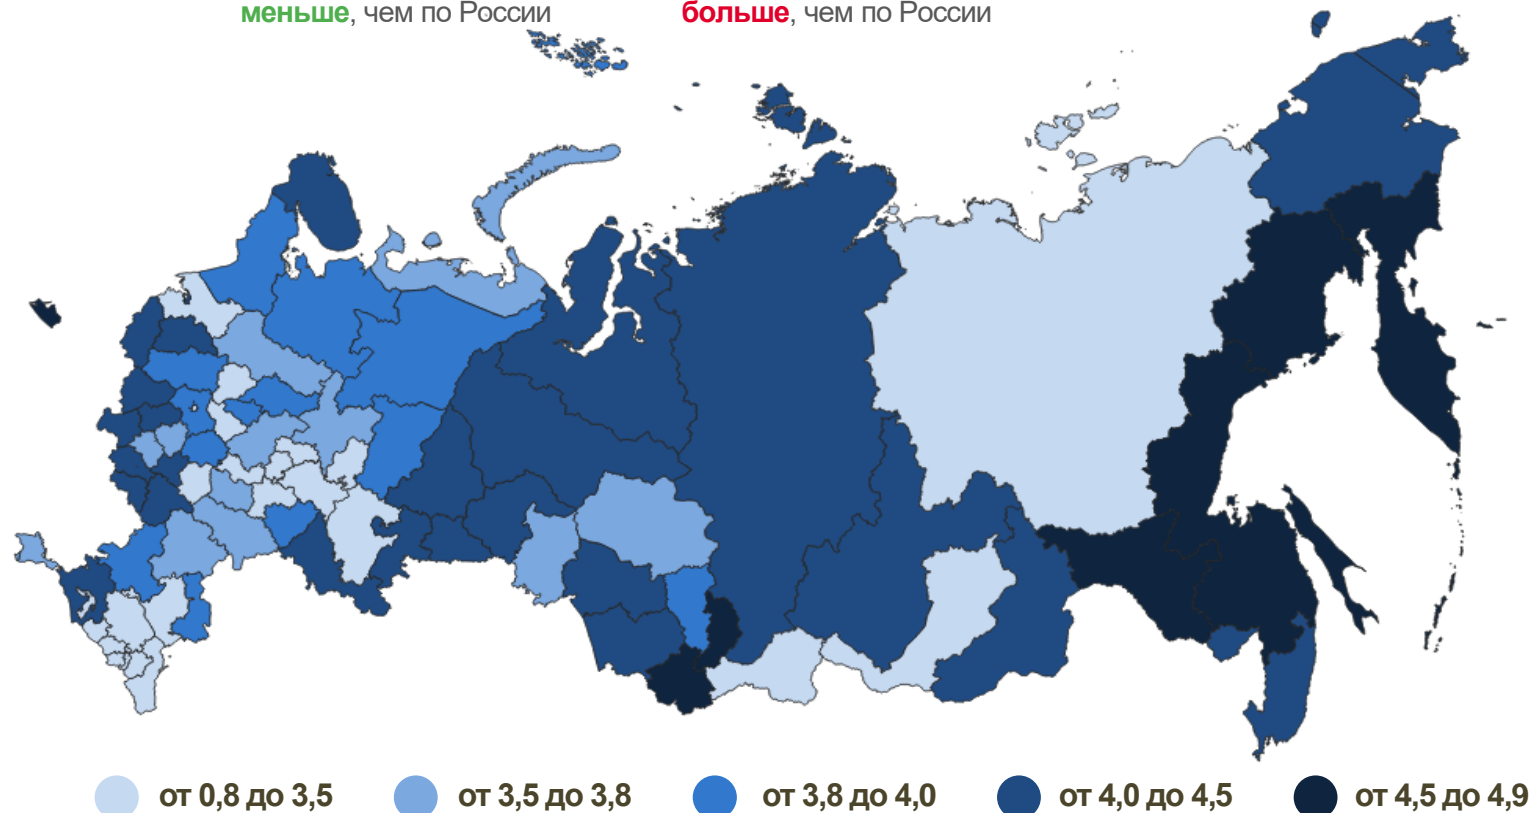 меньше, чем по России
больше, чем по России
от 0,8 до 3,5
от 3,5 до 3,8
от 3,8 до 4,0
от 4,0 до 4,5
от 4,5 до 4,9